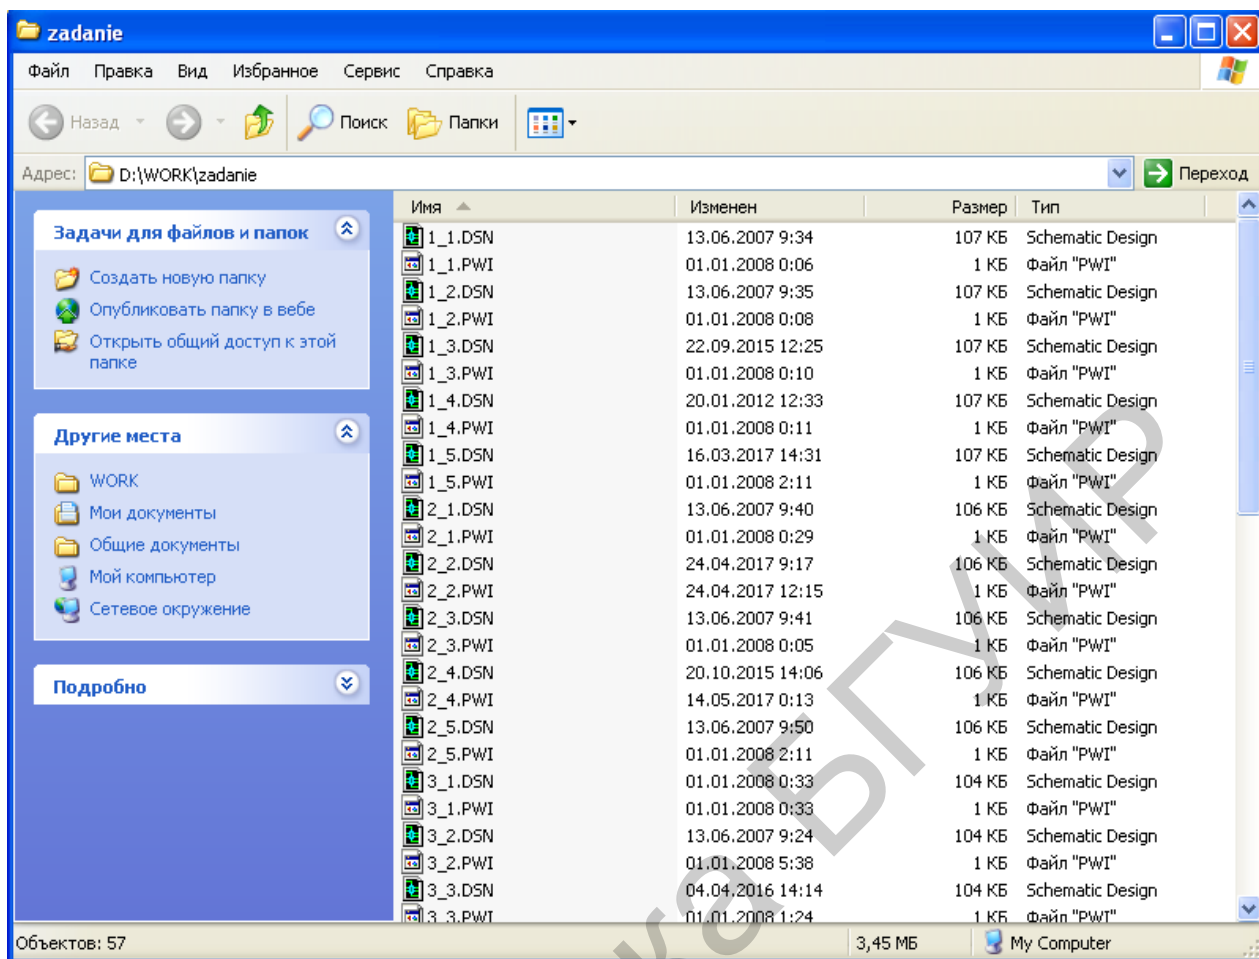 zadanie
Файл Правка Вид Избранное Сервис Справка
Назад Поиск Папки
Адрес: D:\WORK\zadanie Переход
Задачи для файлов и папок
Создать новую папку
Опубликовать папку в вебе
Открыть общий доступ к этой
папке
Другие места
WORK
Мои документы
Общие документы
Мой компьютер
Сетевое окружение
Подробно
Имя Изменен Размер Тип
1_1.DSN 13.06.2007 9:34 107 КБ Schematic Design
1_1.PWI 01.01.2008 0:06 1 КБ Файл "PWI"
1_2.DSN 13.06.2007 9:35 107 КБ Schematic Design
1_2.PWI 01.01.2008 0:08 1 КБ Файл "PWI"
1_3.DSN 22.09.2015 12:25 107 КБ Schematic Design
1_3.PWI 01.01.2008 0:10 1 КБ Файл "PWI"
1_4.DSN 20.01.2012 12:33 107 КБ Schematic Design
1_4.PWI 01.01.2008 0:11 1 КБ Файл "PWI"
1_5.DSN 16.03.2017 14:31 107 КБ Schematic Design
1_5.PWI 01.01.2008 2:11 1 КБ Файл "PWI"
2_1.DSN 13.06.2007 9:40 106 КБ Schematic Design
2_1.PWI 01.01.2008 0:29 1 КБ Файл "PWI"
2_2.DSN 24.04.2017 9:17 106 КБ Schematic Design
2_2.PWI 24.04.2017 12:15 1 КБ Файл "PWI"
2_3.DSN 13.06.2007 9:41 106 КБ Schematic Design
2_3.PWI 01.01.2008 0:05 1 КБ Файл "PWI"
2_4.DSN 20.10.2015 14:06 106 КБ Schematic Design
2_4.PWI 14.05.2017 0:13 1 КБ Файл "PWI"
2_5.DSN 13.06.2007 9:50 106 КБ Schematic Design
2_5.PWI 01.01.2008 2:11 1 КБ Файл "PWI"
3_1.DSN 01.01.2008 0:33 104 КБ Schematic Design
3_1.PWI 01.01.2008 0:33 1 КБ Файл "PWI"
3_2.DSN 13.06.2007 9:24 104 КБ Schematic Design
3_2.PWI 01.01.2008 5:38 1 КБ Файл "PWI"
3_3.DSN 04.04.2016 14:14 104 КБ Schematic Design
3_3.PWI 01.01.2008 1:24 1 КБ Файл "PWI"
Объектов: 57 3,45 МБ My Computer
ка БГУИР